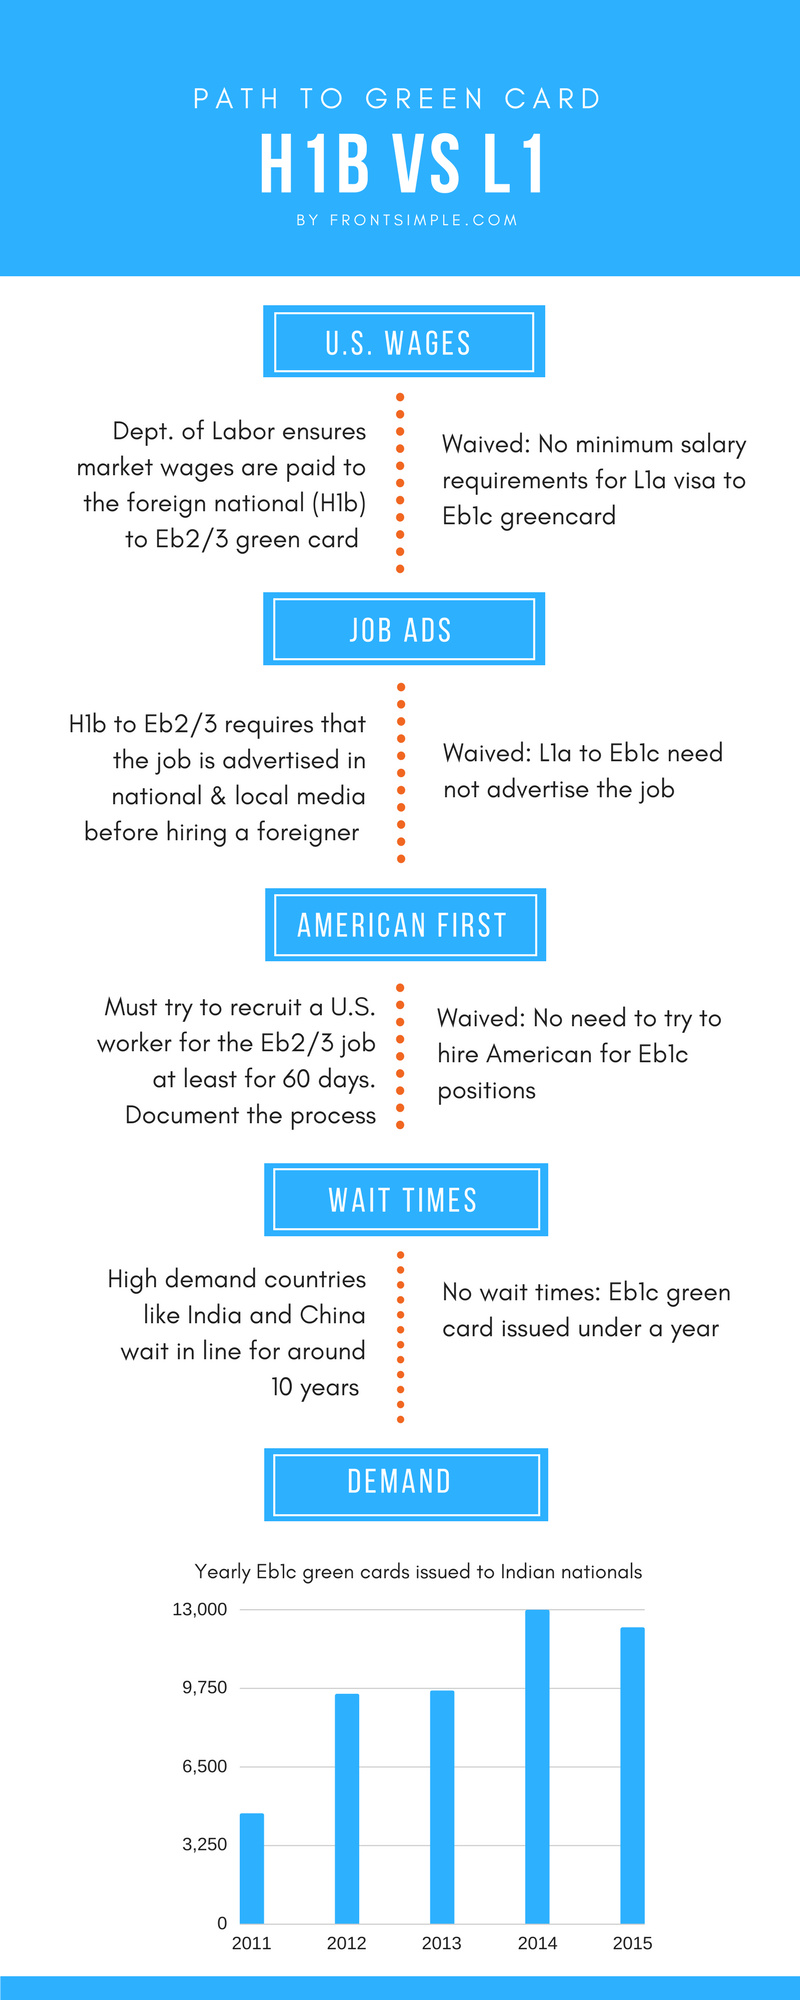 PATH TO GREEN CARD
H1B VS L1
BY FRONTSIMPLE.COM
U.S. WAGES
Dept. of Labor ensures
market wages are paid to
the foreign national (H1b)
to Eb2/3 green card
Waived: No minimum salary
requirements for L1a visa to
Eb1c greencard
JOB ADS
H1b to Eb2/3 requires that
the job is advertised in
national & local media
before hiring a foreigner
Waived: L1a to Eb1c need
not advertise the job
AMERICAN FIRST
Must try to recruit a U.S.
worker for the Eb2/3 job
at least for 60 days.
Document the process
Waived: No need to try to
hire American for Eb1c
positions
WAIT TIMES
High demand countries
like India and China
wait in line for around
10 years
No wait times: Eb1c green
card issued under a year
DEMAND
Yearly Eb1c green cards issued to Indian nationals
13,000
9,750
6,500
3,250
0
2011 2012 2013 2014 2015